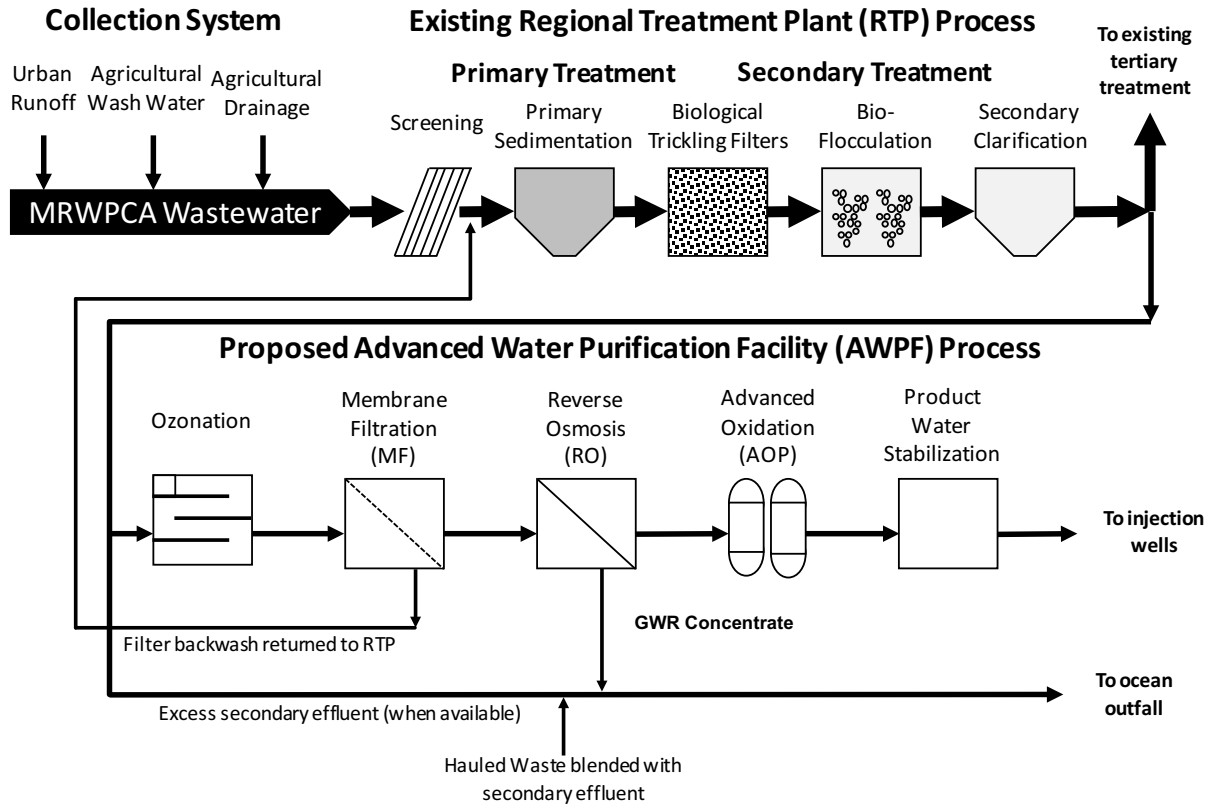 Collection System
Existing Regional Treatment Plant (RTP) Process
To existing
tertiary
treatment
Urban
Runoff
Agricultural
Wash Water
Agricultural
Drainage
Primary Treatment
Secondary Treatment
Screening
Primary
Sedimentation
Biological
Trickling Filters
Bio-
Flocculation
Secondary
Clarification
MRWPCA Wastewater
Proposed Advanced Water Purification Facility (AWPF) Process
Ozonation
Membrane
Filtration
(MF)
Reverse
Osmosis
(RO)
Advanced
Oxidation
(AOP)
Product
Water
Stabilization
To injection
wells
Filter backwash returned to RTP
GWR Concentrate
Excess secondary effluent (when available)
To ocean
outfall
Hauled Waste blended with
secondary effluent